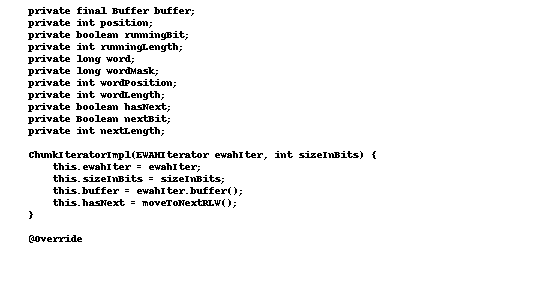 private final Buffer buffer;
private int position;
private boolean runningBit;
private int runningLength;
private long word;
private long wordMask;
private int wordPosition;
private int wordLength;
private boolean hasNext;
private Boolean nextBit;
private int nextLength;
ChunkIteratorImpl(EWAHIterator ewahIter, int sizeInBits) {
this.ewahIter = ewahIter;
this.sizeInBits = sizeInBits;
this.buffer = ewahIter.buffer();
this.hasNext = moveToNextRLW();
}
@Override